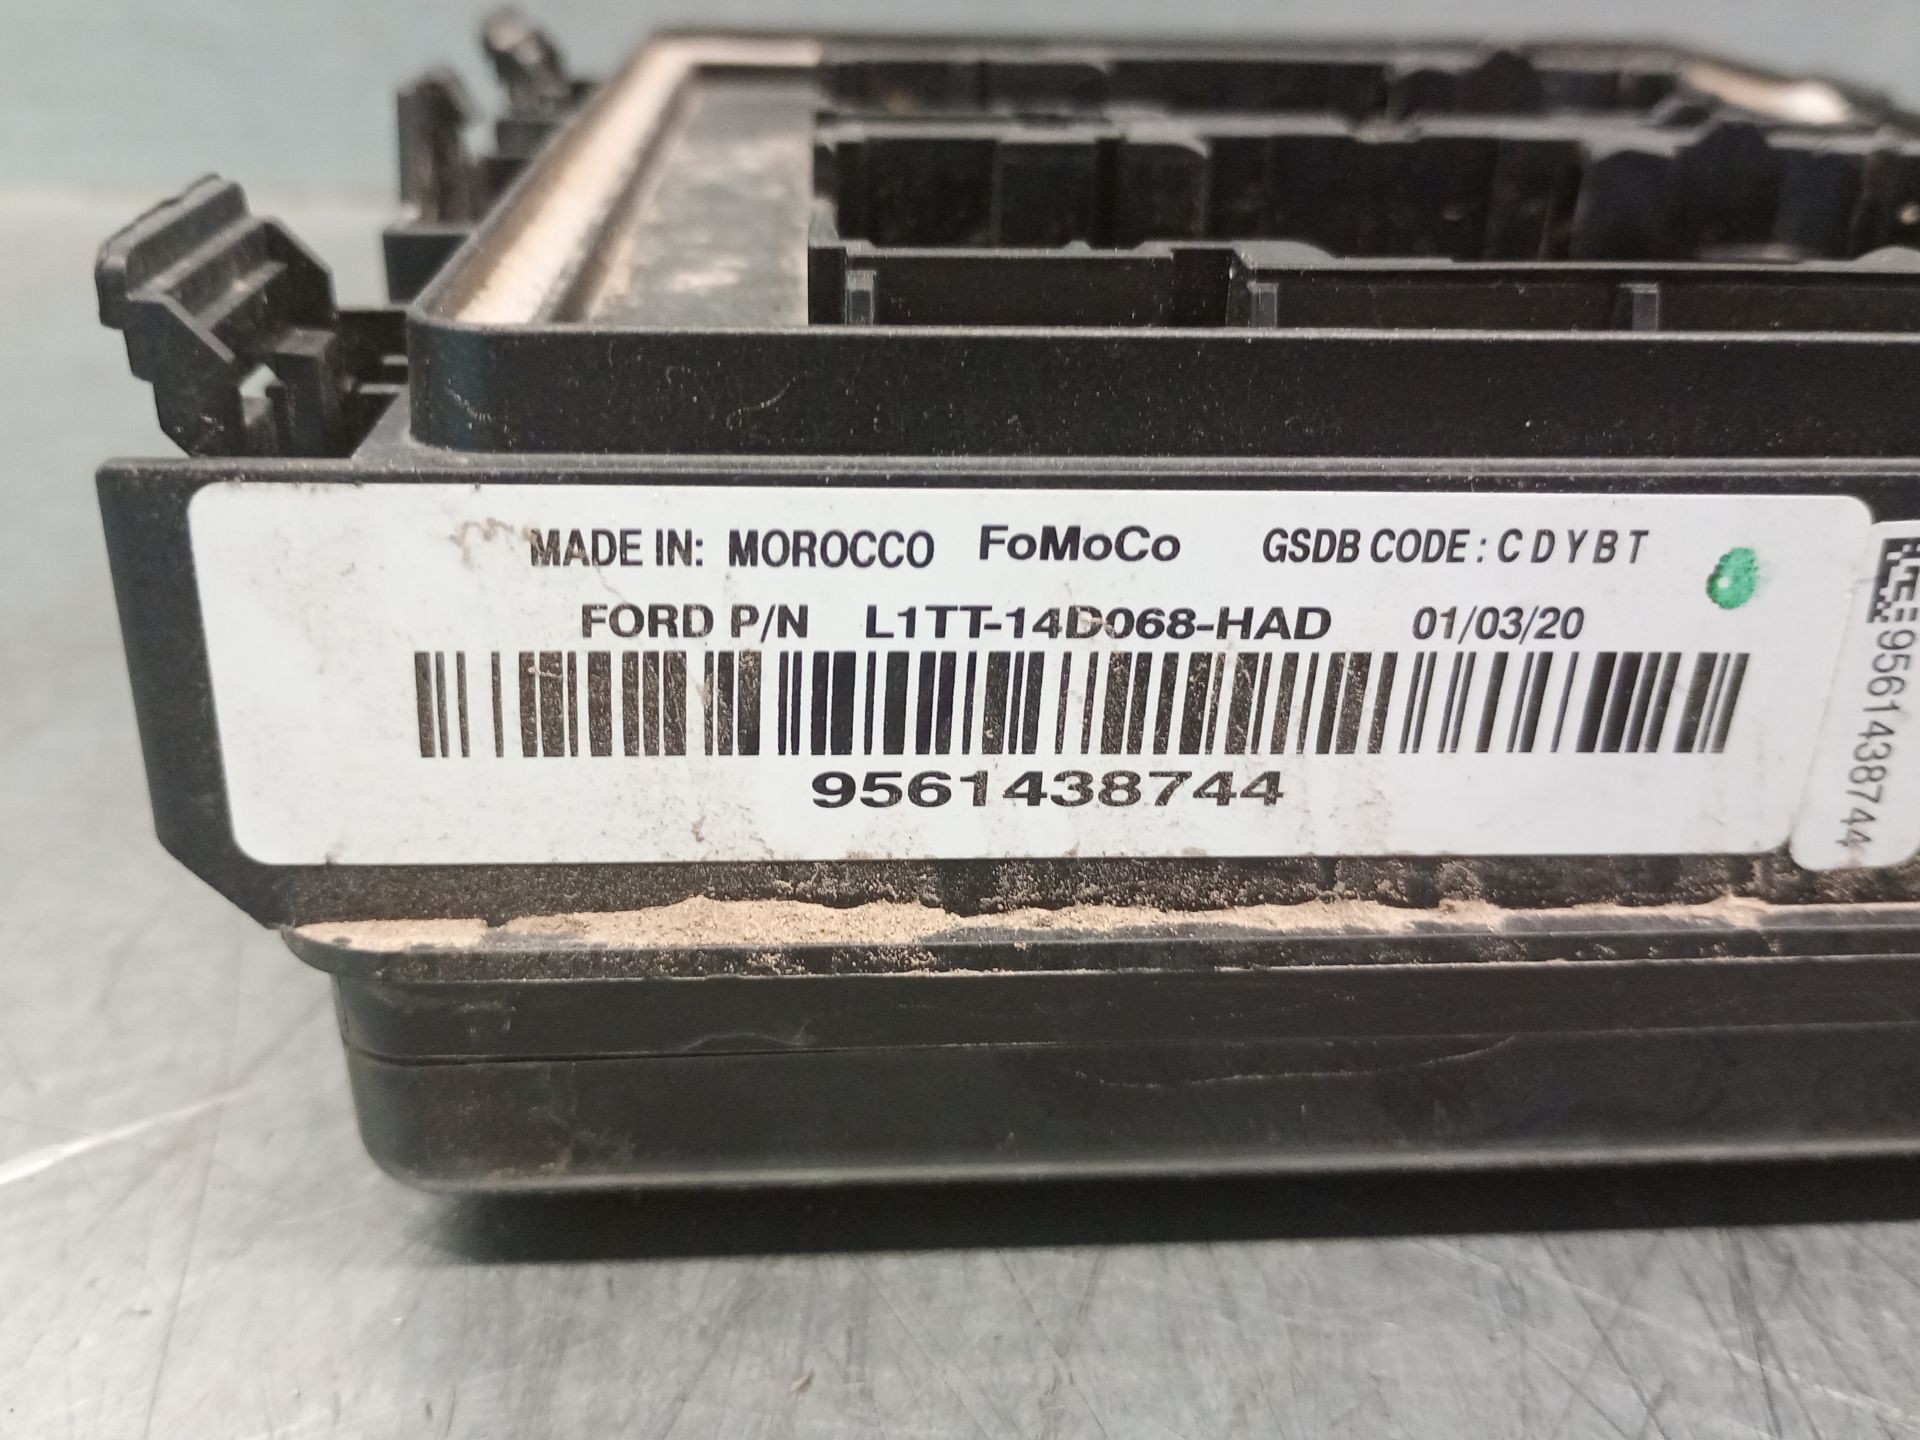 MADE IN: MOROCCO FoMoCo GSDB CODE : C D Y B T
FORD P/N L1TT-14D068-HAD 01/03/20
9561438744
9561438744